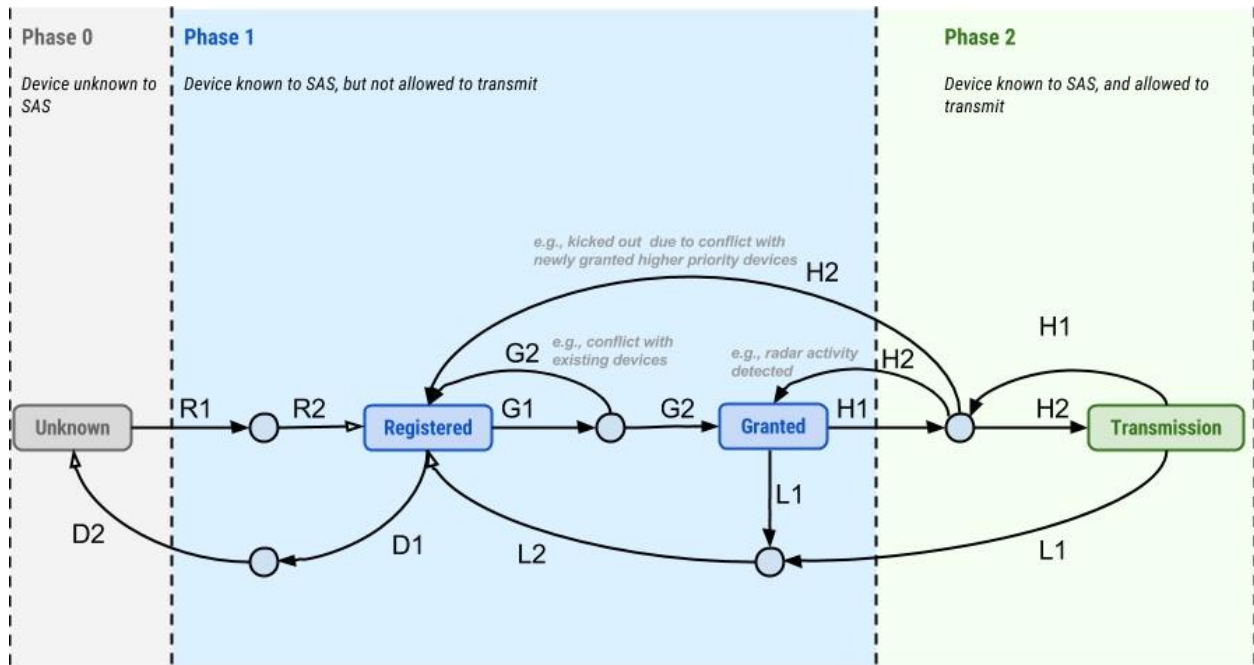 Phase 0
Device unknown to
SAS
Phase 1
Device known to SAS, but not allowed to transmit
Phase 2
Device known to SAS, and allowed to
transmit
e.g., kicked out due to conflict with
newly granted higher priority devices
H2
H1
G2
e.g., conflict with
existing devices
e.g., radar activity
detected
H2
Unknown
R1
R2
Registered
G1
G2
Granted
H1
H2
Transmission
D2
D1
L2
L1
L1